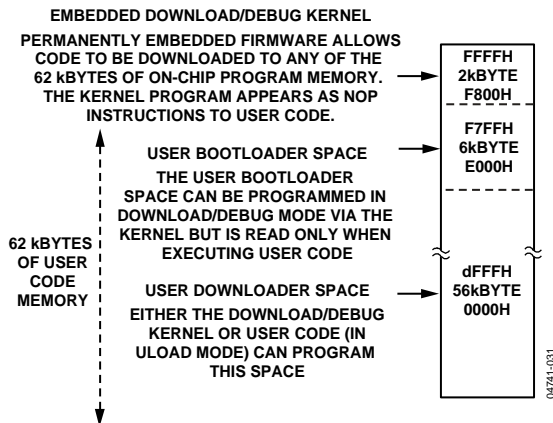 EMBEDDED DOWNLOAD/DEBUG KERNEL
PERMANENTLY EMBEDDED FIRMWARE ALLOWS
CODE TO BE DOWNLOADED TO ANY OF THE
62 kBYTES OF ON-CHIP PROGRAM MEMORY.
THE KERNEL PROGRAM APPEARS AS NOP
INSTRUCTIONS TO USER CODE.
FFFFH
2kBYTE
F800H
USER BOOTLOADER SPACE
THE USER BOOTLOADER
SPACE CAN BE PROGRAMMED IN
DOWNLOAD/DEBUG MODE VIA THE
KERNEL BUT IS READ ONLY WHEN
EXECUTING USER CODE
F7FFH
6kBYTE
E000H
62 kBYTES
OF USER
CODE
MEMORY
USER DOWNLOADER SPACE
EITHER THE DOWNLOAD/DEBUG
KERNEL OR USER CODE (IN
ULOAD MODE) CAN PROGRAM
THIS SPACE
dFFFH
56kBYTE
0000H
04741-031